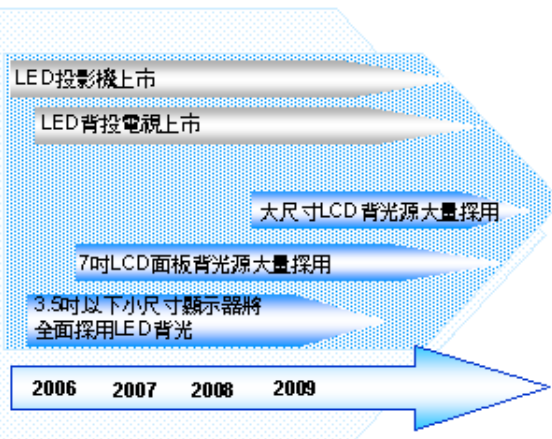 LED投影機上市
LED背投電視上市
大尺寸LCD背光源大量採用
7吋LCD面板背光源大量採用
3.5吋以下小尺寸顯示器將
全面採用LED背光
2006 2007 2008 2009